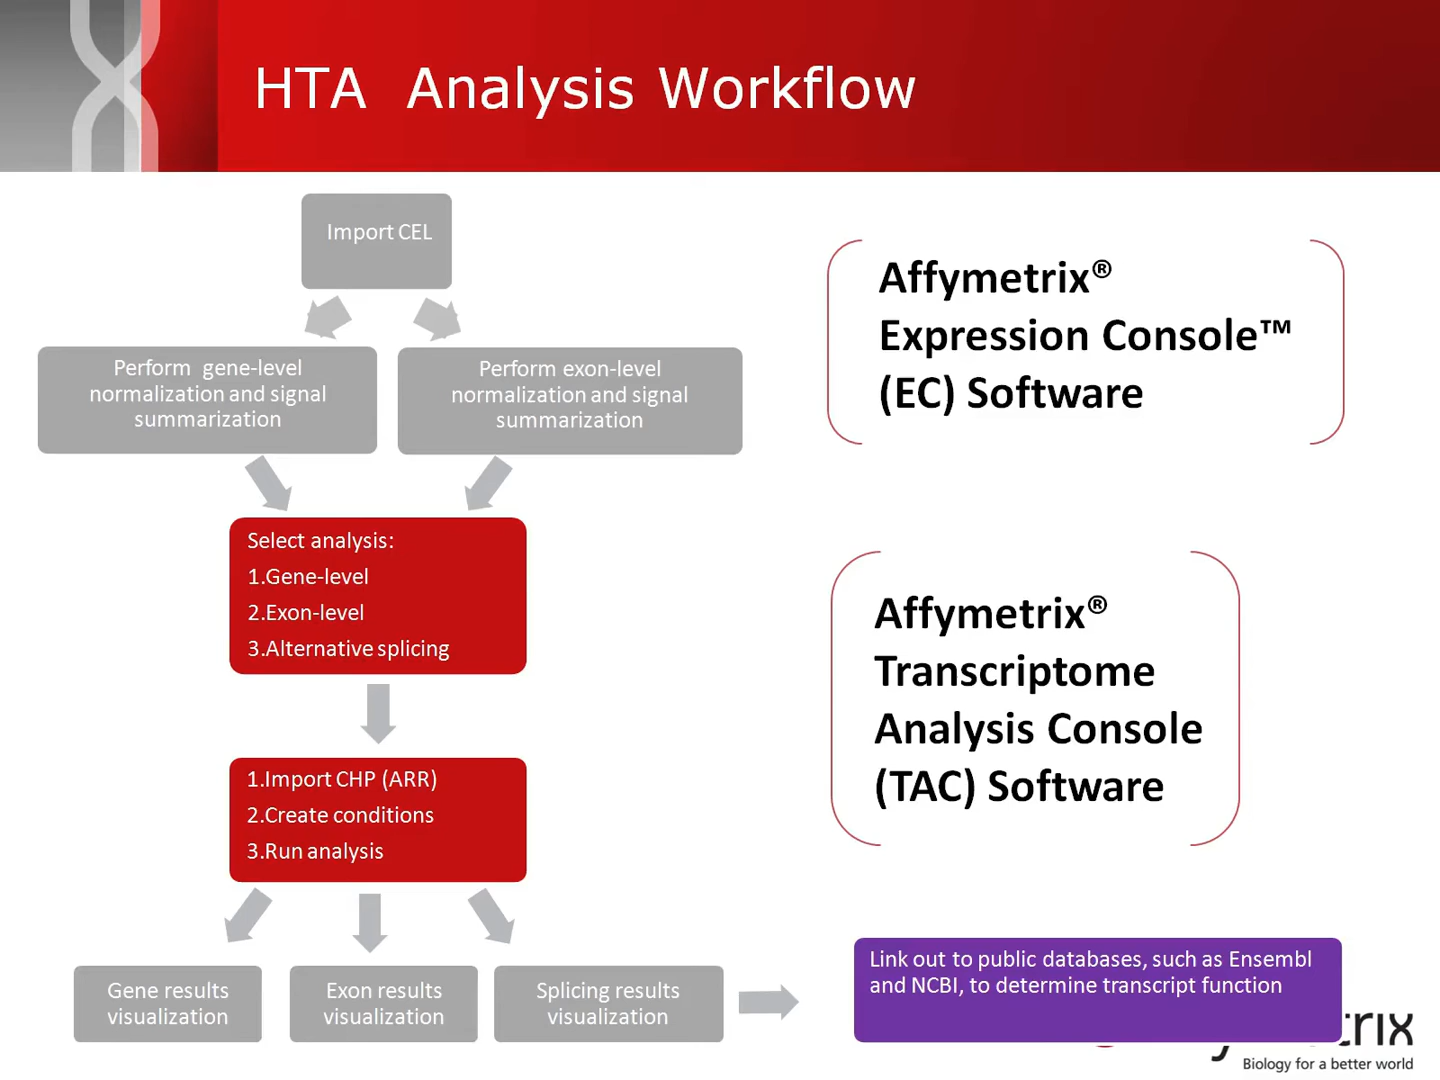 HTA Analysis Workflow
Import CEL
Perform gene-level
normalization and signal
summarization
Perform exon-level
normalization and signal
summarization
Affymetrix®
Expression Console™
(EC) Software
Select analysis:
1.Gene-level
2.Exon-level
3.Alternative splicing
Affymetrix®
Transcriptome
Analysis Console
(TAC) Software
1.Import CHP (ARR)
2.Create conditions
3.Run analysis
Gene results
visualization
Exon results
visualization
Splicing results
visualization
Link out to public databases, such as Ensembl
and NCBI, to determine transcript function
Biology for a better world